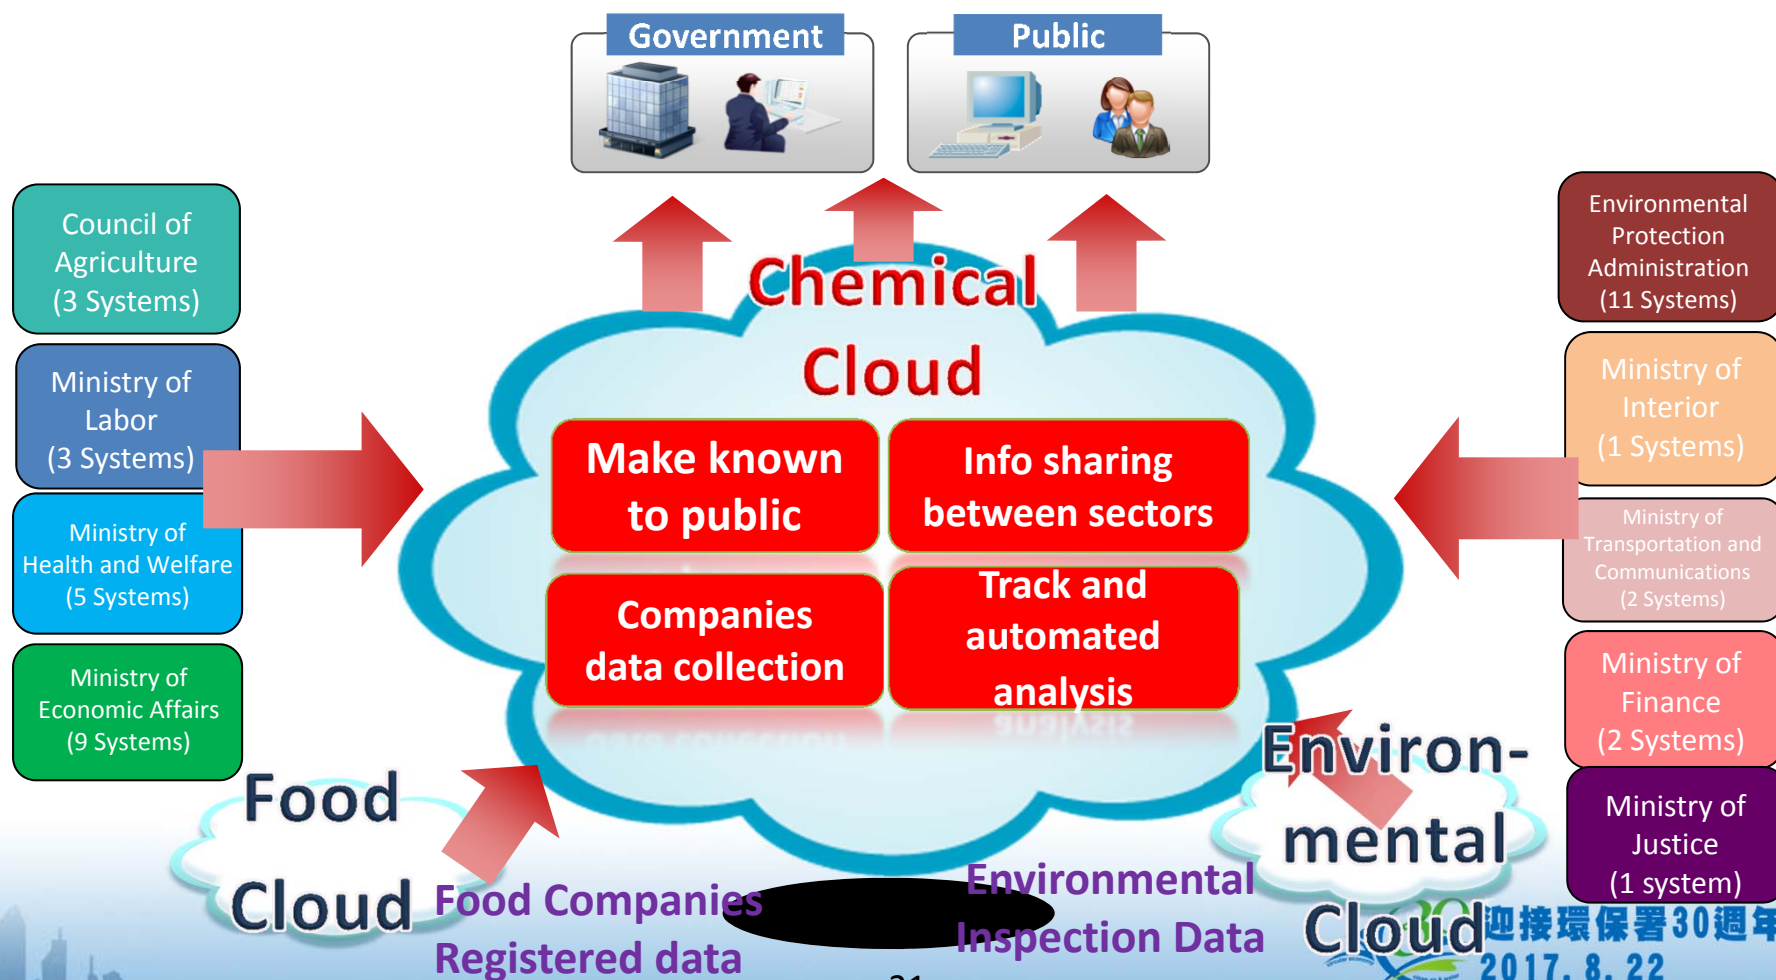 Government
Public
Council of
Agriculture
(3 Systems)
Ministry of
Labor
(3 Systems)
Ministry of
Health and Welfare
(5 Systems)
Ministry of
Economic Affairs
(9 Systems)
Chemical
Cloud
Make known
to public
Info sharing
between sectors
Companies
data collection
Track and
automated
analysis
Environmental
Protection
Administration
(11 Systems)
Ministry of
Interior
(1 Systems)
Ministry of
Transportation and
Communications
(2 Systems)
Ministry of
Finance
(2 Systems)
Ministry of
Justice
(1 system)
Food
Cloud
Food Companies
Registered data
Environmental
Inspection Data
Environ-
mental
Cloud
迎接環保署30週年
2017. 8. 22